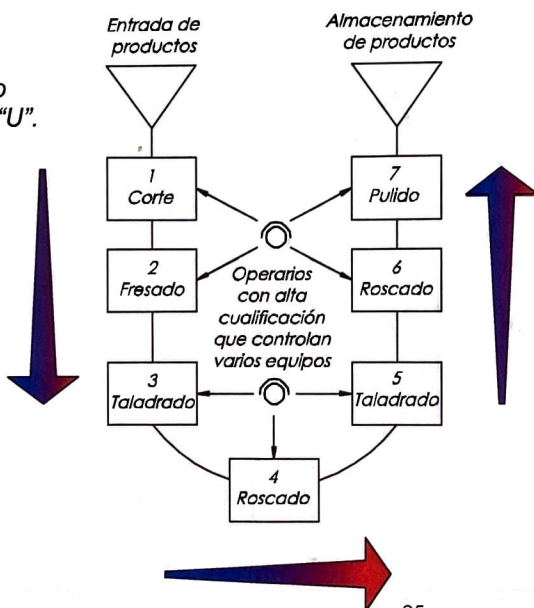 Entrada de
productos
Almacenamiento
de productos
"U".
1
Corte
7
Pulido
2
Fresado
6
Roscado
Operarios
con alta
cualificación
que controlan
varios equipos
3
Taladrado
5
Taladrado
4
Roscado